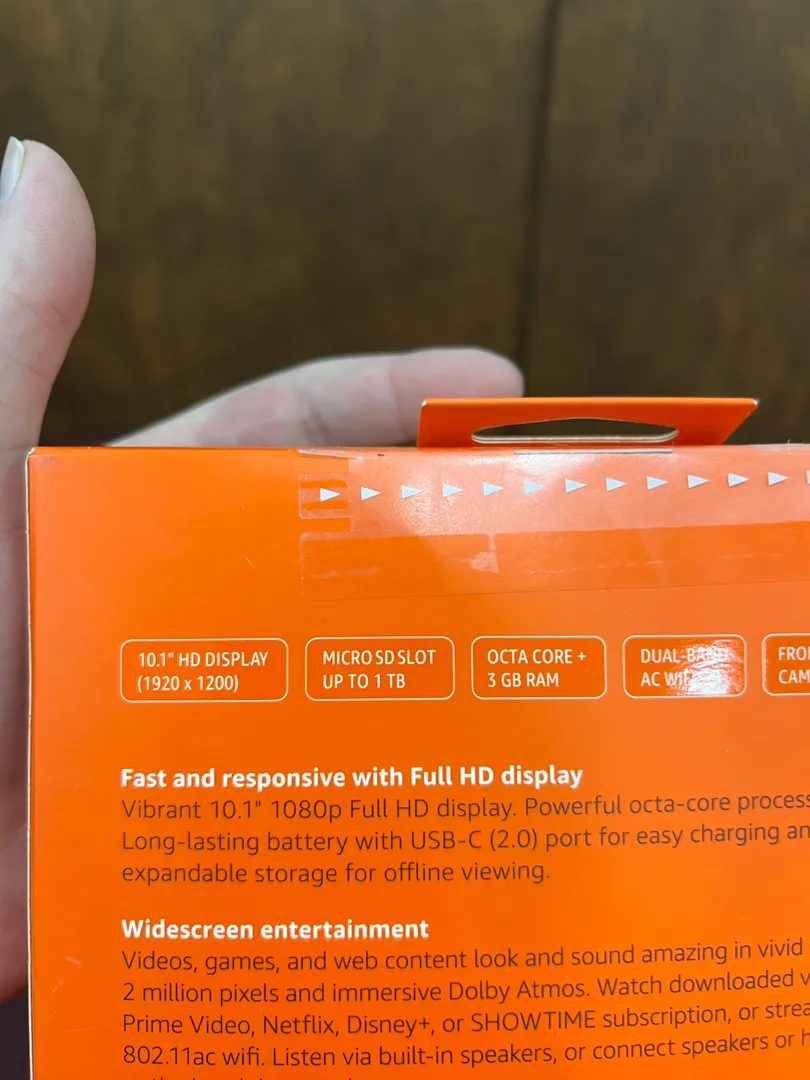 10.1" HD DISPLAY
(1920 x 1200)
MICRO SD SLOT
UP TO 1 TB
OCTA CORE +
3 GB RAM
DUAL-BAND
AC WIFI
CAM
Fast and responsive with Full HD display
Vibrant 10.1" 1080p Full HD display. Powerful octa-core process
Long-lasting battery with USB-C (2.0) port for easy charging an
expandable storage for offline viewing.
Widescreen entertainment
Videos, games, and web content look and sound amazing in vivid
2 million pixels and immersive Dolby Atmos. Watch downloaded
Prime Video, Netflix, Disney+, or SHOWTIME subscription, or strea
802.11ac wifi. Listen via built-in speakers, or connect speakers or h